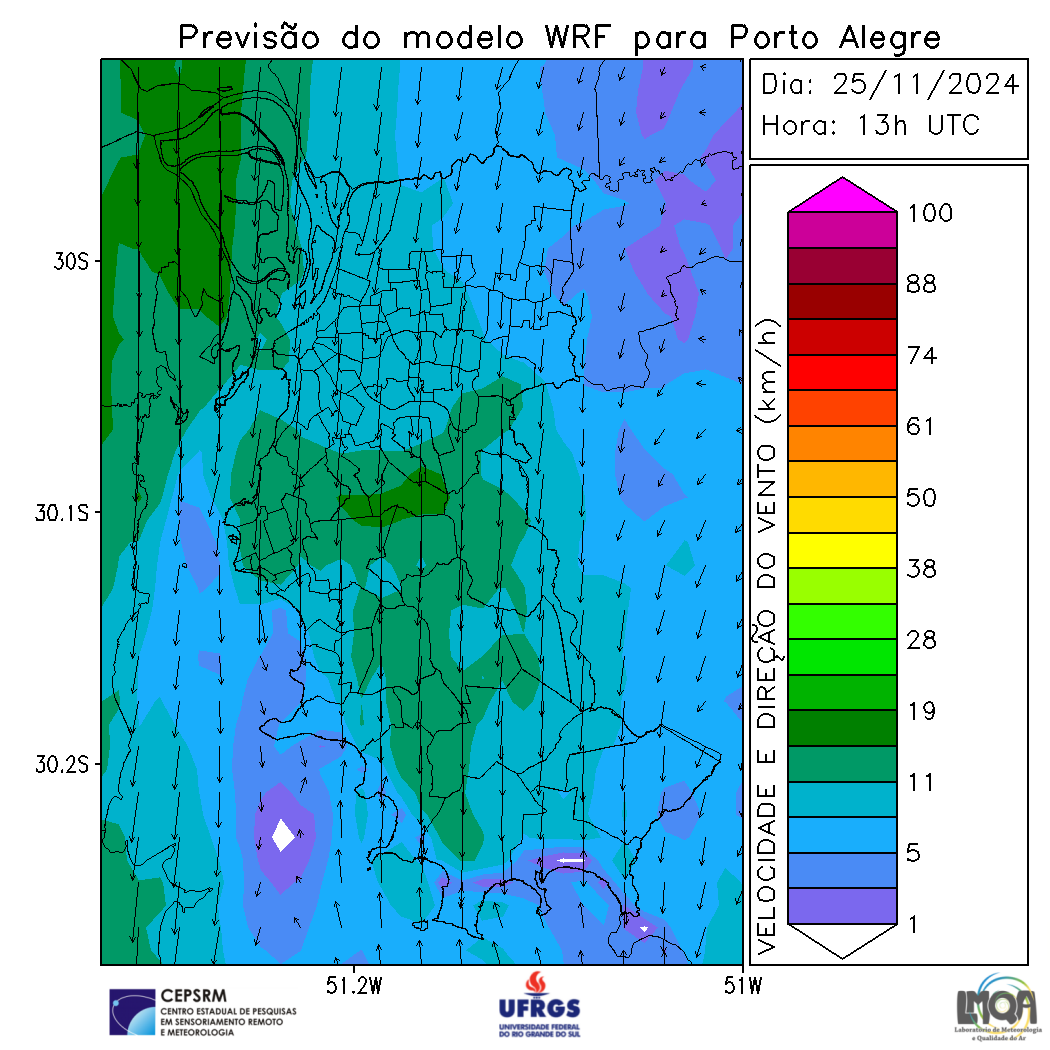 Previsão do modelo WRF para Porto Alegre
Dia: 25/11/2024
Hora: 13h UTC
30S
30.1S
30.2S
51.2W
51W
VELOCIDADE E DIREÇÃO DO VENTO (km/h)
100
88
74
61
50
38
28
19
11
5
1
CEPSRM
CENTRO ESTADUAL DE PESQUISAS
EM SENSORIAMENTO REMOTO
E METEOROLOGIA
UFRGS
UNIVERSIDADE FEDERAL
DO RIO GRANDE DO SUL
LMQA
Laboratório de Meteorologia
e Qualidade do Ar